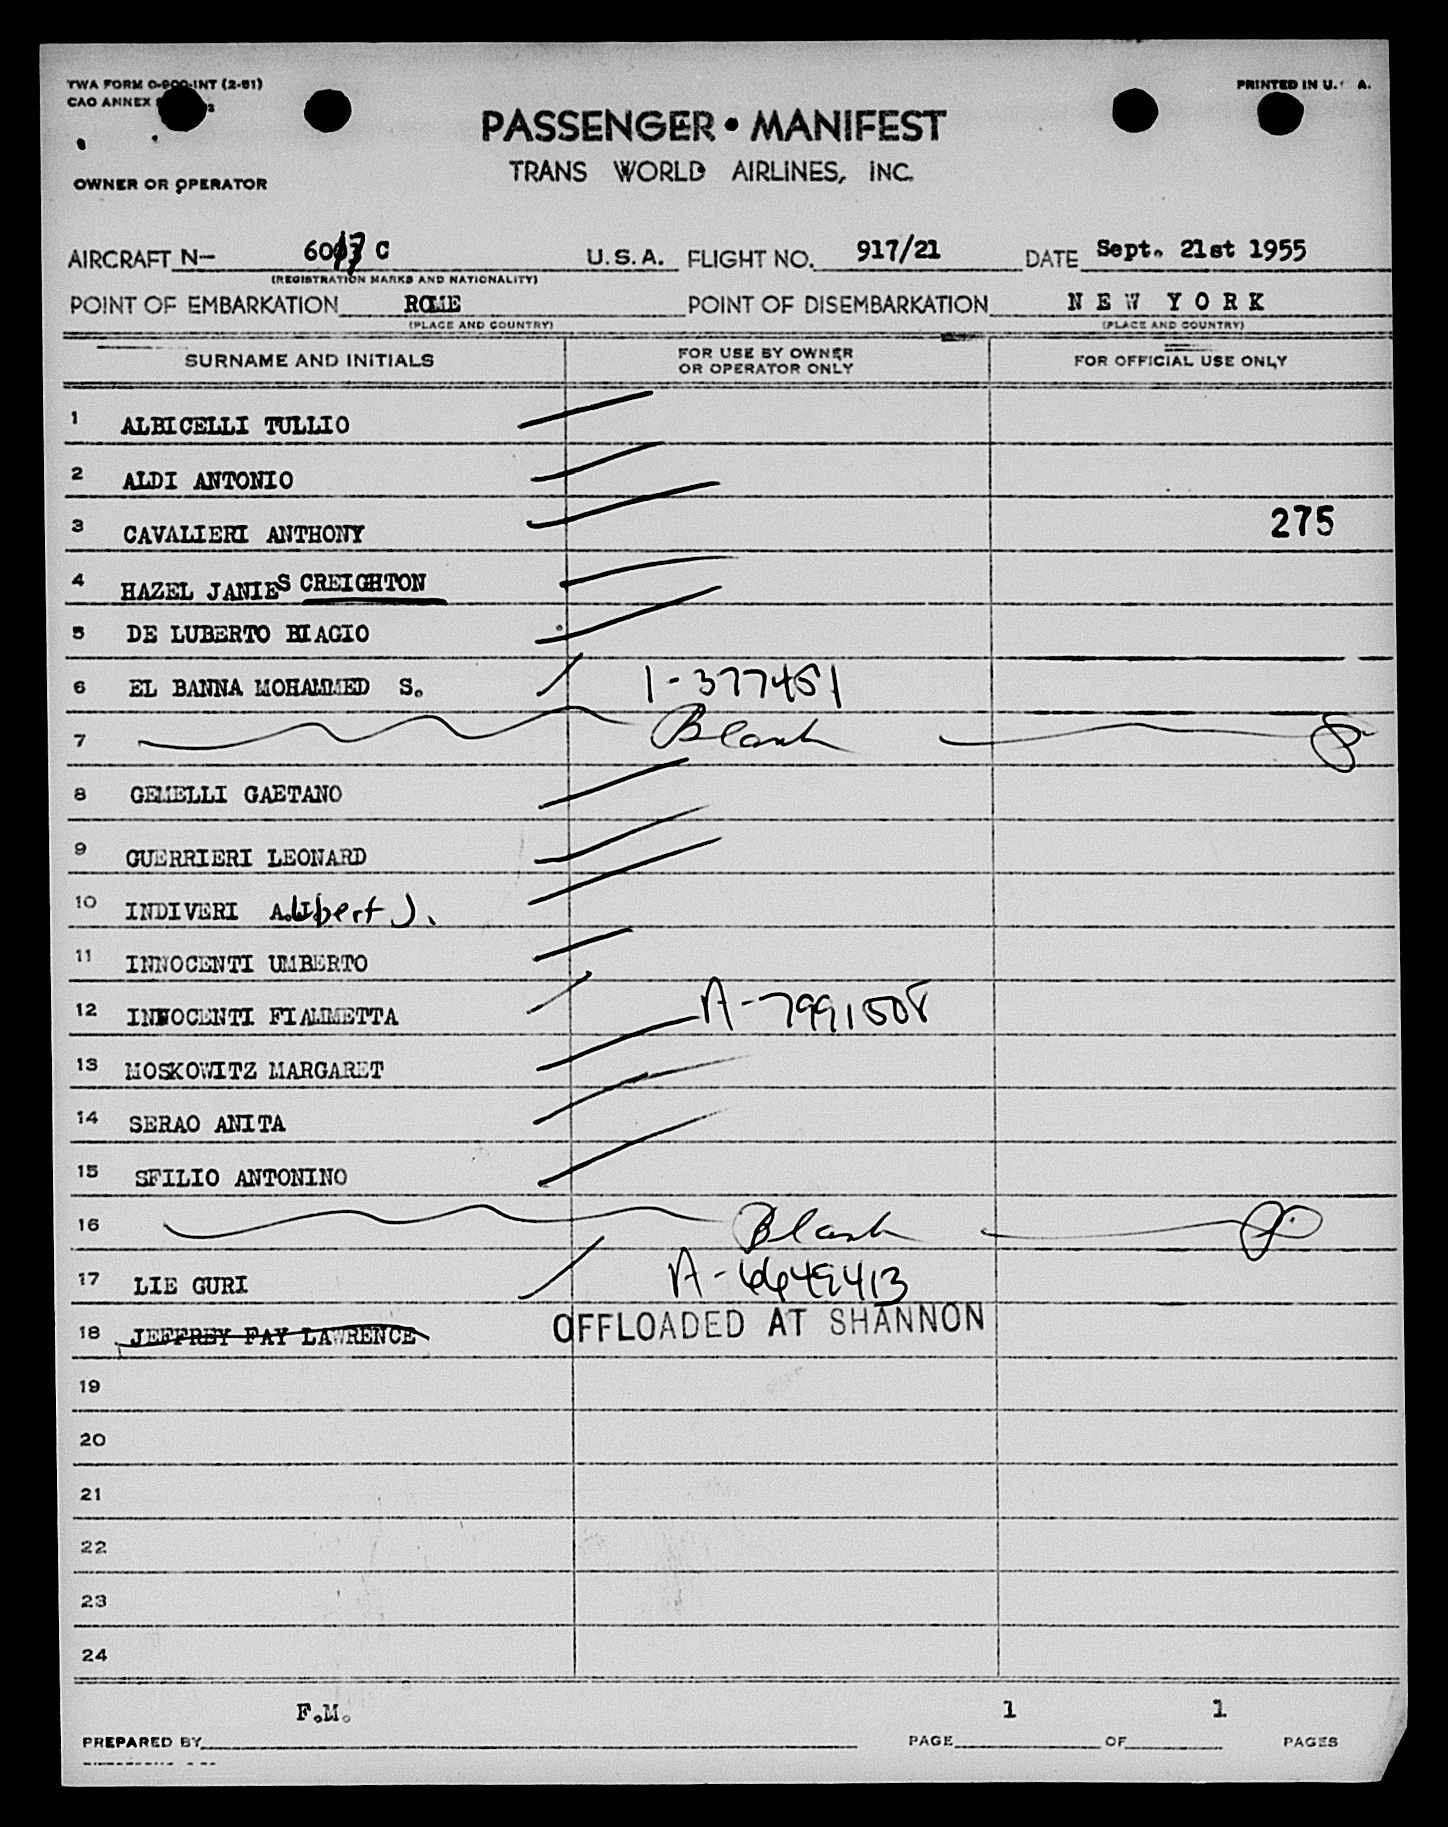 TWA FORM O-900-INT (2-51)
PRINTED IN U. A.
CAO ANNEX
PASSENGER • MANIFEST
TRANS WORLD AIRLINES, INC.
OWNER OR OPERATOR
AIRCRAFT N- C U.S.A. FLIGHT NO. 917/21 DATE Sept. 21st 1955
(REGISTRATION MARKS AND NATIONALITY)
POINT OF EMBARKATION ROME POINT OF DISEMBARKATION NEW YORK
(PLACE AND COUNTRY) (PLACE AND COUNTRY)
SURNAME AND INITIALS FOR USE BY OWNER OR OPERATOR ONLY FOR OFFICIAL USE ONLY
1 ALBICELLI TULLIO
2 ALDI ANTONIO
3 CAVALIERI ANTHONY 275
4 HAZEL JANIES CREIGHTON
5 DE LUBERTO BIAGIO
6 EL BANNA MOHAMMED S. 1-377451
7 Blank
8 GEMELLI GAETANO
9 GUERRIERI LEONARD
10 INDIVERI Albert J.
11 INNOCENTI UMBERTO
12 INNOCENTI FIAMMETTA A-7991508
13 MOSKOWITZ MARGARET
14 SERAO ANITA
15 SFILIO ANTONINO
16 Blank
17 LIE GURI A-6649413
18 JEFFREY FAY LAWRENCE OFFLOADED AT SHANNON
19
20
21
22
23
24
F.M. 1 1
PREPARED BY PAGE OF PAGES